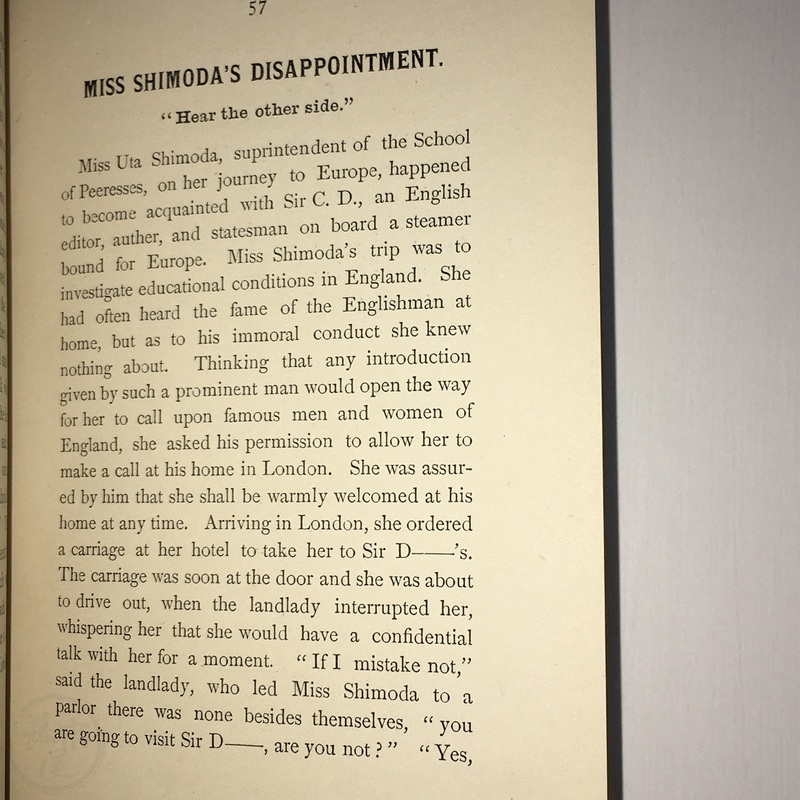 57
MISS SHIMODA'S DISAPPOINTMENT.
“Hear the other side.”
Miss Uta Shimoda, suprintendent of the School
of Peeresses, on her journey to Europe, happened
to become acquainted with Sir C. D., an English
editor, auther, and statesman on board a steamer
bound for Europe. Miss Shimoda's trip was to
investigate educational conditions in England. She
had often heard the fame of the Englishman at
home, but as to his immoral conduct she knew
nothing about. Thinking that any introduction
given by such a prominent man would open the way
for her to call upon famous men and women of
England, she asked his permission to allow her to
make a call at his home in London. She was assur-
ed by him that she shall be warmly welcomed at his
home at any time. Arriving in London, she ordered
a carriage at her hotel to take her to Sir D——'s.
The carriage was soon at the door and she was about
to drive out, when the landlady interrupted her,
whispering her that she would have a confidential
talk with her for a moment. “If I mistake not,”
said the landlady, who led Miss Shimoda to a
parlor there was none besides themselves, “you
are going to visit Sir D——, are you not?” “Yes,